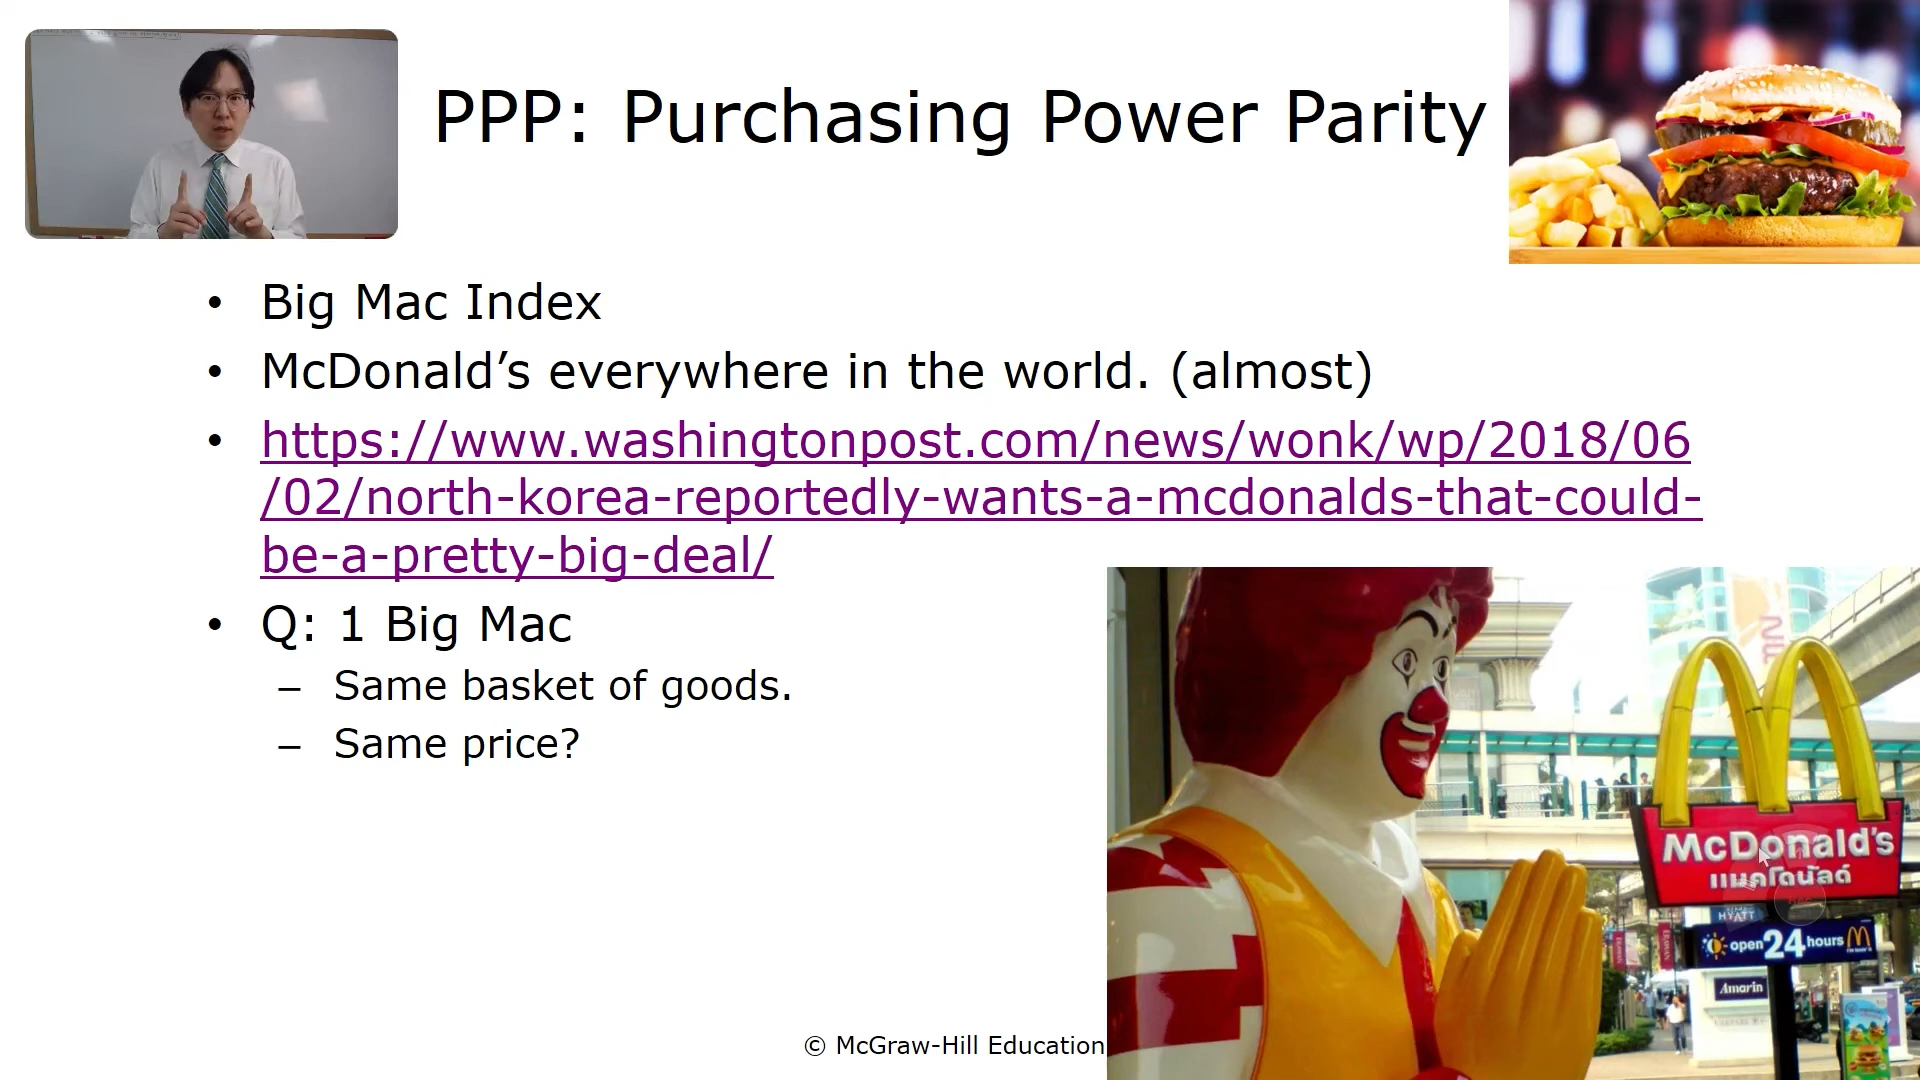 PPP: Purchasing Power Parity
• Big Mac Index
• McDonald’s everywhere in the world. (almost)
• https://www.washingtonpost.com/news/wonk/wp/2018/06
/02/north-korea-reportedly-wants-a-mcdonalds-that-could-
be-a-pretty-big-deal/
• Q: 1 Big Mac
– Same basket of goods.
– Same price?
McDonald's
แมคโดนัลด์
HYATT
open 24 hours
Amarin
© McGraw-Hill Education